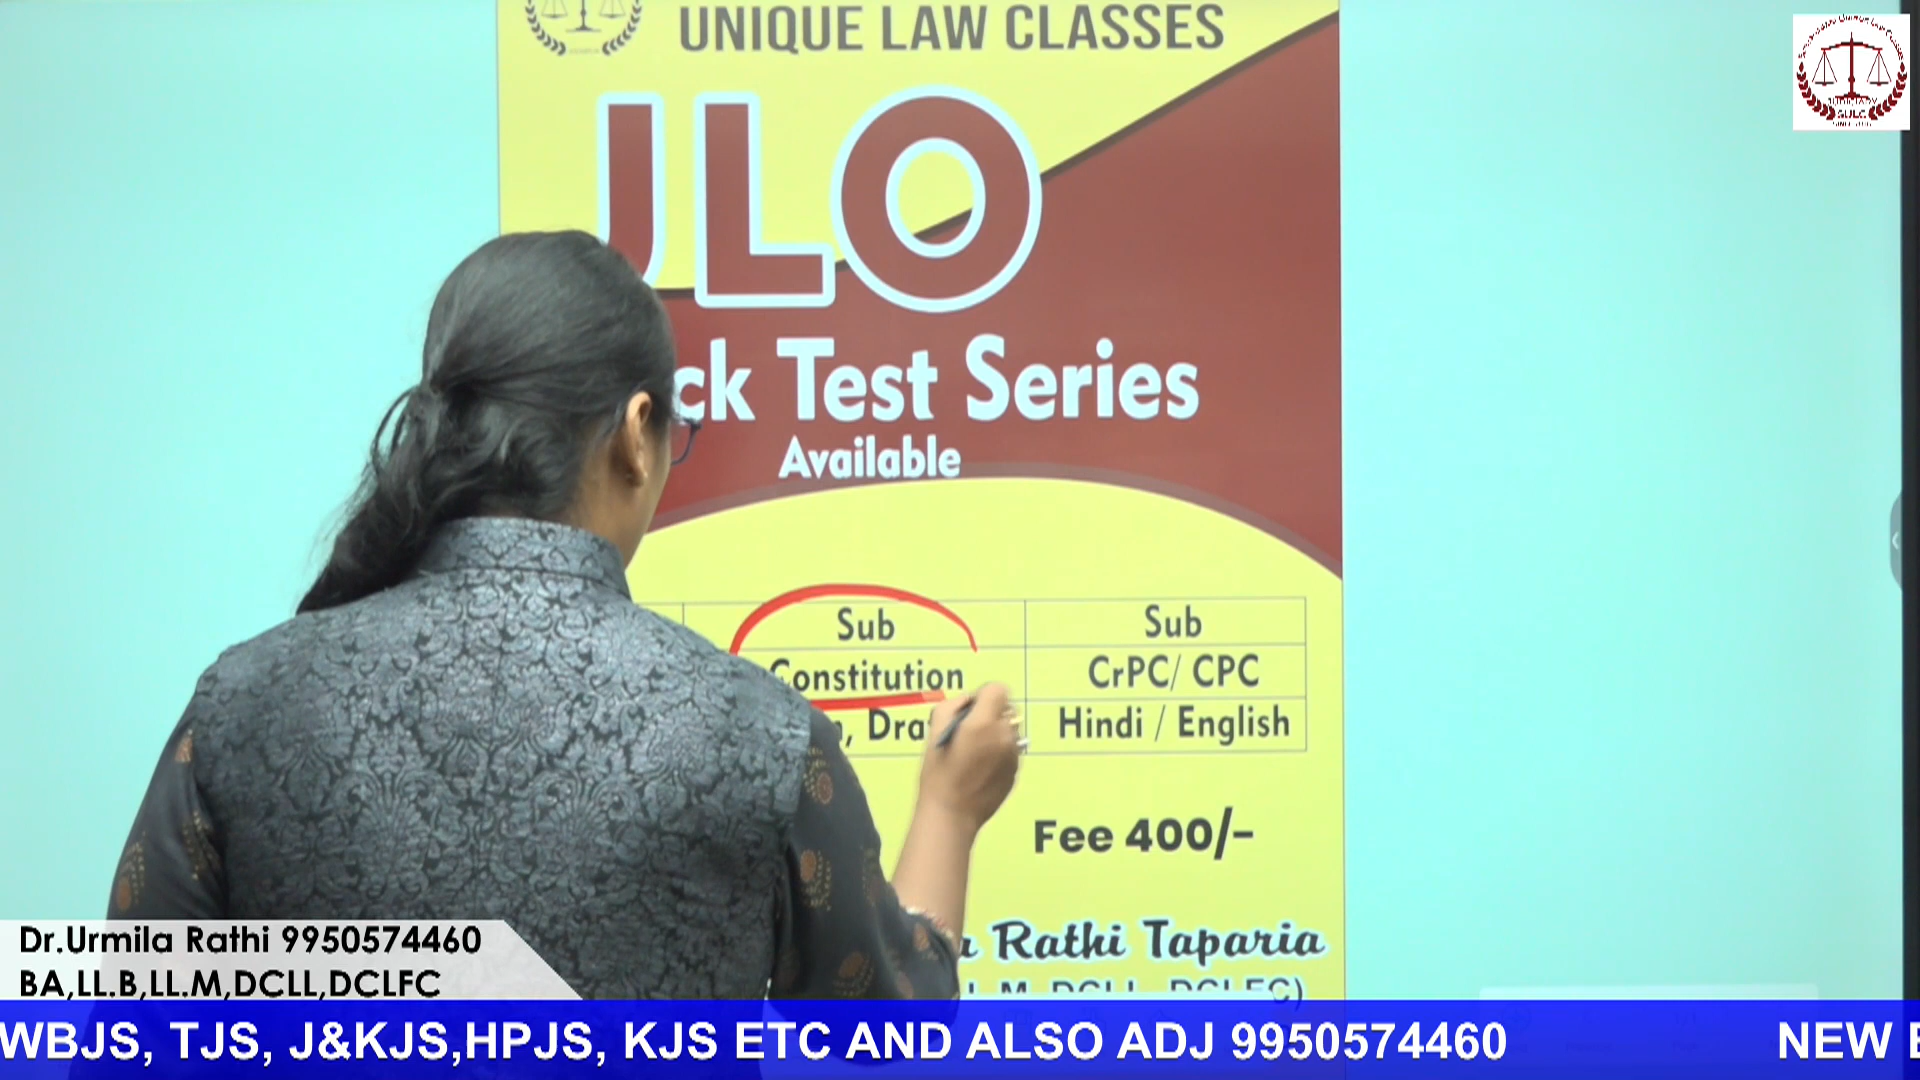 UNIQUE LAW CLASSES
JLO
ck Test Series
Available
Sub
Sub
Constitution
CrPC/ CPC
Hindi / English
Fee 400/-
Rathi Taparia
Dr.Urmila Rathi 9950574460
BA,LL.B,LL.M,DCLL,DCLFC
WBJS, TJS, J&KJS,HPJS, KJS ETC AND ALSO ADJ 9950574460
NEW